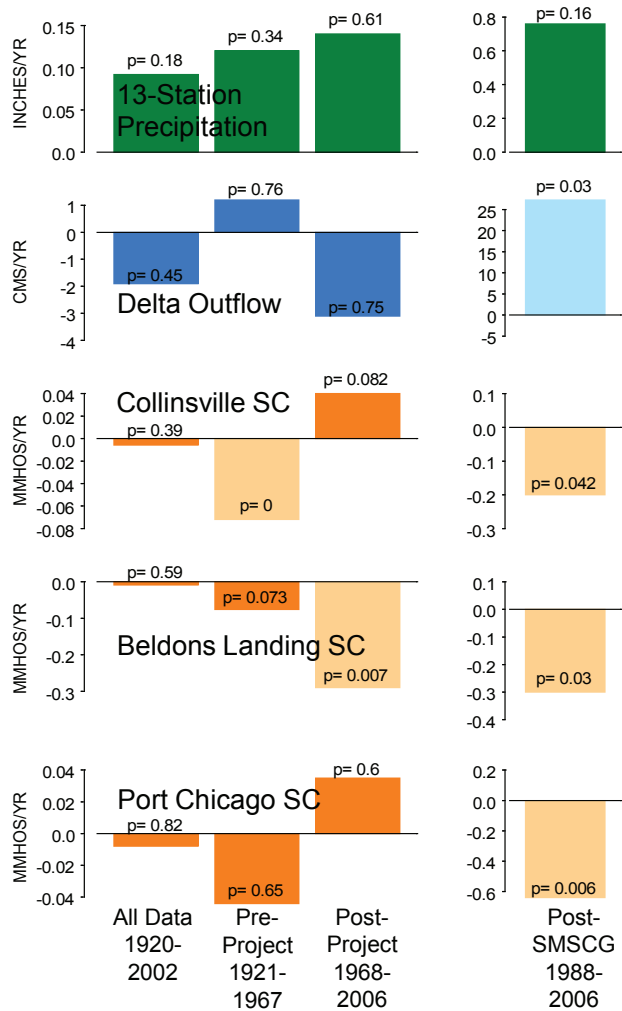 INCHES/YR
0.15
0.10
0.05
0.0
p= 0.18
p= 0.34
p= 0.61
13-Station
Precipitation
0.8
0.6
0.4
0.2
0.0
p= 0.16
CMS/YR
1
0
-1
-2
-3
-4
p= 0.45
p= 0.76
p= 0.75
Delta Outflow
25
20
15
10
5
0
-5
p= 0.03
MMHOS/YR
0.04
0.02
0.0
-0.02
-0.04
-0.06
-0.08
Collinsville SC
p= 0.39
p= 0
p= 0.082
0.1
0.0
-0.1
-0.2
-0.3
p= 0.042
MMHOS/YR
0.0
-0.1
-0.2
-0.3
p= 0.59
p= 0.073
p= 0.007
Beldons Landing SC
0.1
0.0
-0.1
-0.2
-0.3
-0.4
p= 0.03
MMHOS/YR
0.04
0.02
0.0
-0.02
-0.04
Port Chicago SC
p= 0.82
p= 0.65
p= 0.6
0.2
0.0
-0.2
-0.4
-0.6
p= 0.006
All Data
1920-
2002
Pre-
Project
1921-
1967
Post-
Project
1968-
2006
Post-
SMSCG
1988-
2006